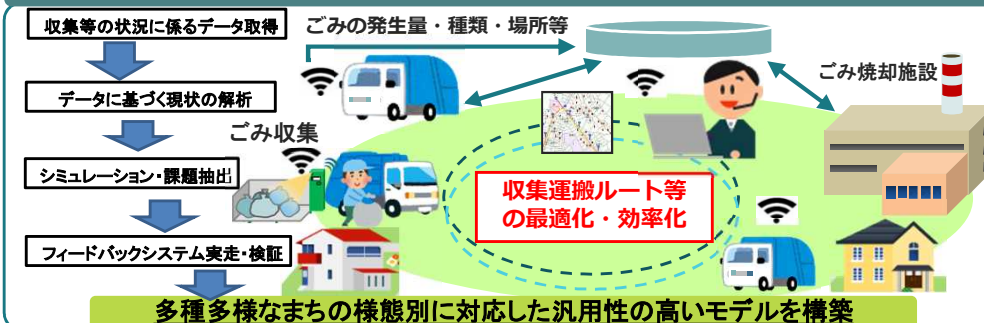 収集等の状況に係るデータ取得
データに基づく現状の解析
シミュレーション・課題抽出
フィードバックシステム実走・検証
ごみの発生量・種類・場所等
ごみ収集
ごみ焼却施設
収集運搬ルート等
の最適化・効率化
多種多様なまちの様態別に対応した汎用性の高いモデルを構築